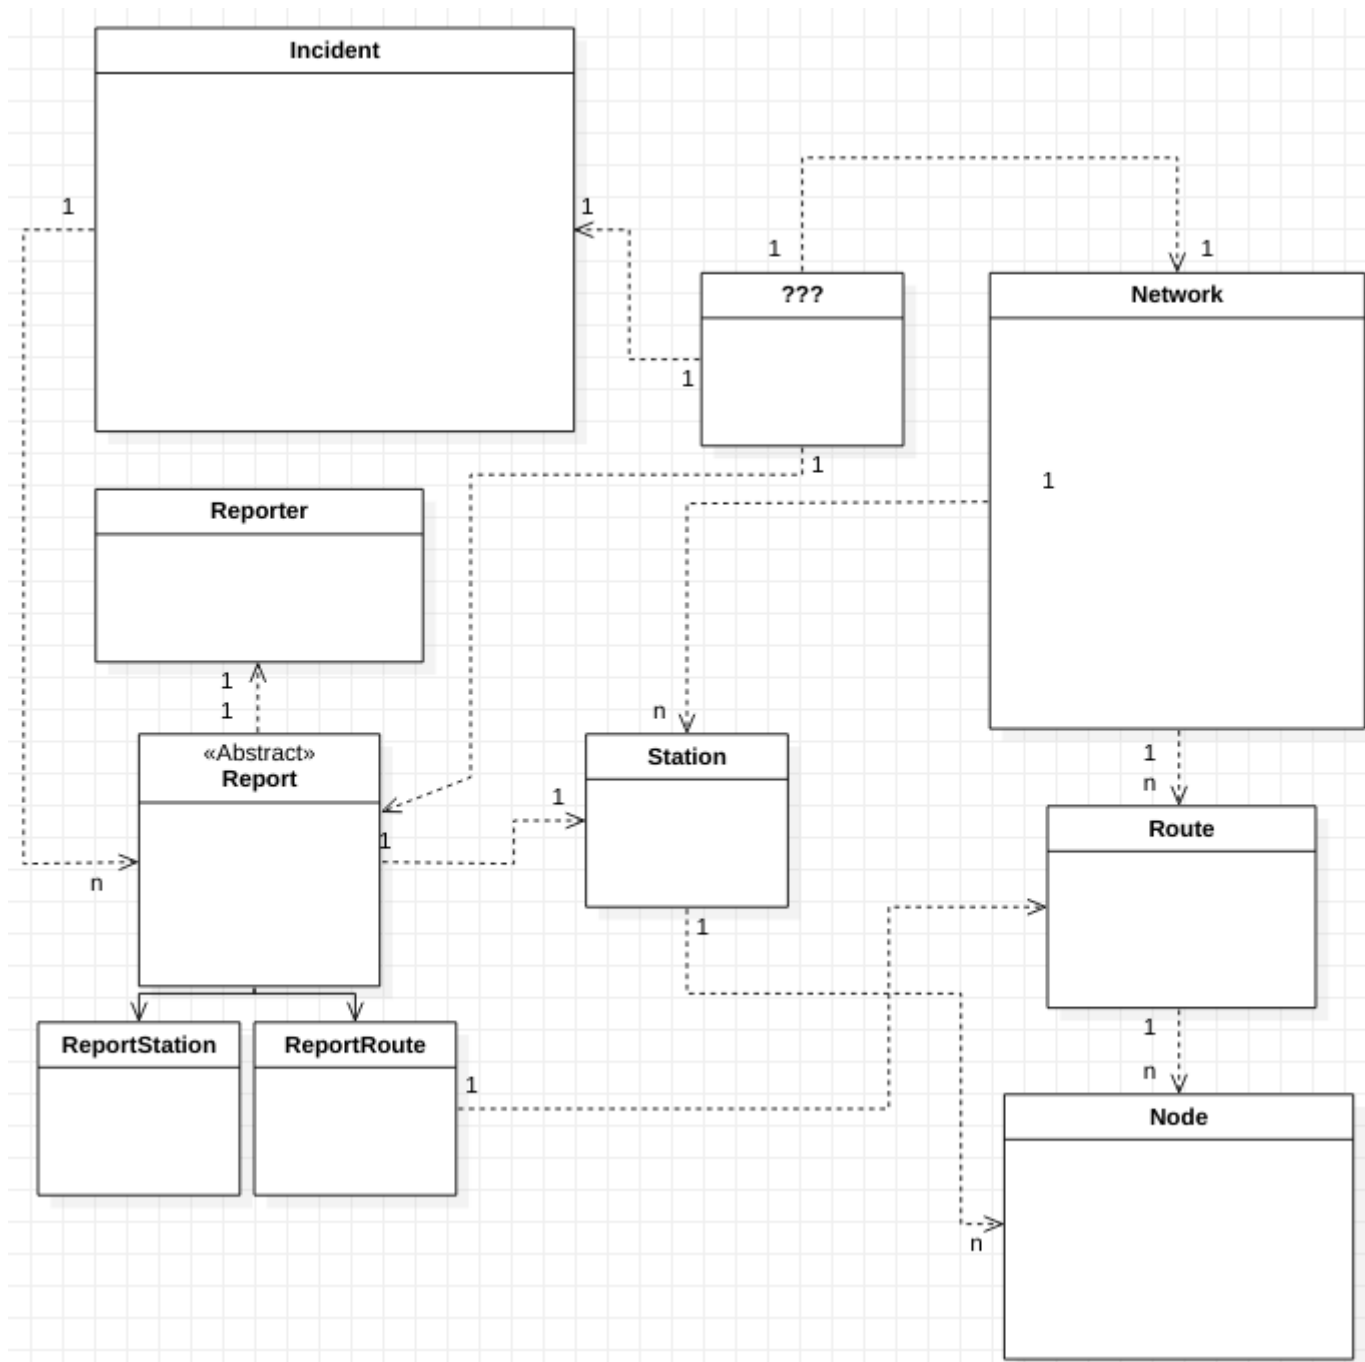 Incident
1
1
1
1
???
Network
1
1
1
Reporter
1
1
n
«Abstract»
Report
Station
1
n
1
1
Route
n
1
ReportStation
ReportRoute
1
1
n
Node
n